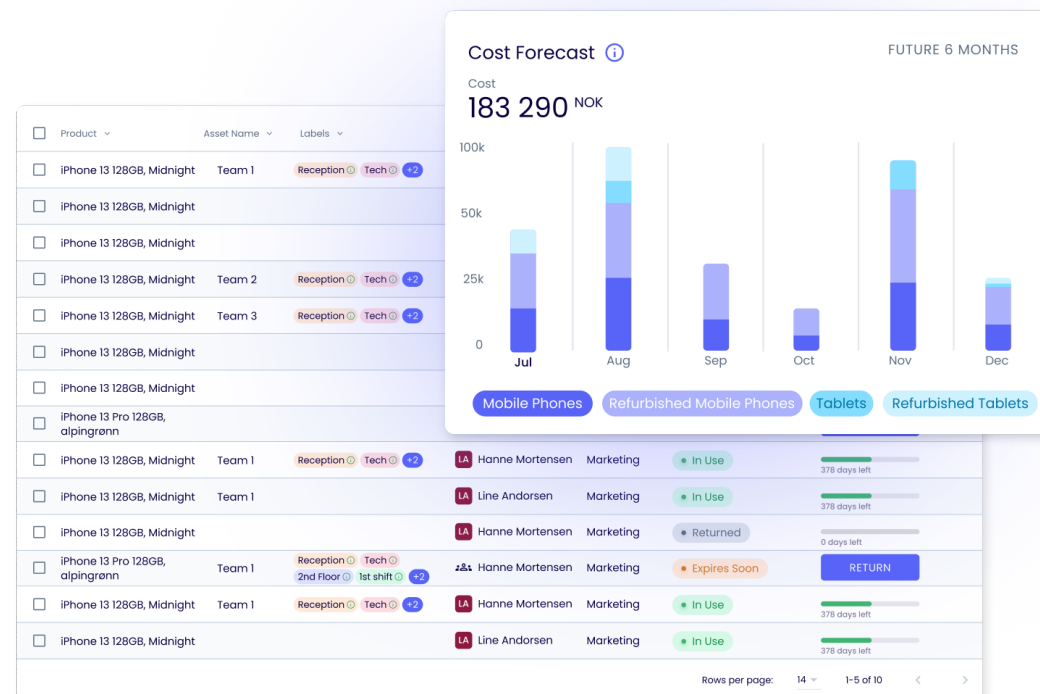 Cost Forecast
FUTURE 6 MONTHS
Cost
183 290 NOK
100k
50k
25k
0
Jul Aug Sep Oct Nov Dec
Mobile Phones Refurbished Mobile Phones Tablets Refurbished Tablets
Product Asset Name Labels
iPhone 13 128GB, Midnight Team 1 Reception Tech +2
iPhone 13 128GB, Midnight
iPhone 13 128GB, Midnight
iPhone 13 128GB, Midnight Team 2 Reception Tech +2
iPhone 13 128GB, Midnight Team 3 Reception Tech +2
iPhone 13 128GB, Midnight
iPhone 13 128GB, Midnight
iPhone 13 Pro 128GB,
alpingrønn
iPhone 13 128GB, Midnight Team 1 Reception Tech +2 LA Hanne Mortensen Marketing In Use
378 days left
iPhone 13 128GB, Midnight Team 1 LA Line Andorsen Marketing In Use
378 days left
iPhone 13 128GB, Midnight LA Hanne Mortensen Marketing Returned
0 days left
iPhone 13 Pro 128GB,
alpingrønn
Team 1
Reception Tech
2nd Floor 1st shift +2
Hanne Mortensen Marketing Expires Soon RETURN
iPhone 13 128GB, Midnight Team 1 Reception Tech +2 LA Hanne Mortensen Marketing In Use
378 days left
iPhone 13 128GB, Midnight LA Line Andorsen Marketing In Use
378 days left
Rows per page: 14 1-5 of 10